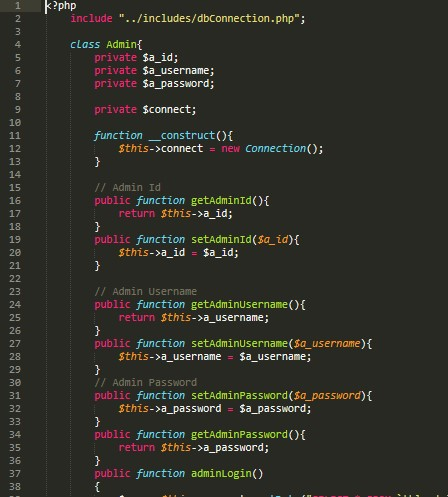 1 <?php
2 include "../includes/dbConnection.php";
3
4 class Admin{
5 private $a_id;
6 private $a_username;
7 private $a_password;
8
9 private $connect;
10
11 function __construct(){
12 $this->connect = new Connection();
13 }
14
15 // Admin Id
16 public function getAdminId(){
17 return $this->a_id;
18 }
19 public function setAdminId($a_id){
20 $this->a_id = $a_id;
21 }
22
23 // Admin Username
24 public function getAdminUsername(){
25 return $this->a_username;
26 }
27 public function setAdminUsername($a_username){
28 $this->a_username = $a_username;
29 }
30 // Admin Password
31 public function setAdminPassword($a_password){
32 $this->a_password = $a_password;
33 }
34 public function getAdminPassword(){
35 return $this->a_password;
36 }
37 public function adminLogin()
38 {